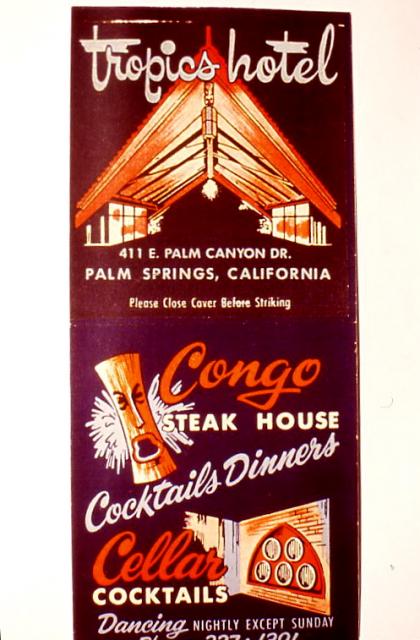 tropics hotel
411 E. PALM CANYON DR.
PALM SPRINGS, CALIFORNIA
Please Close Cover Before Striking
Congo
STEAK HOUSE
Cocktails Dinners
Cellar
COCKTAILS
Dancing NIGHTLY EXCEPT SUNDAY